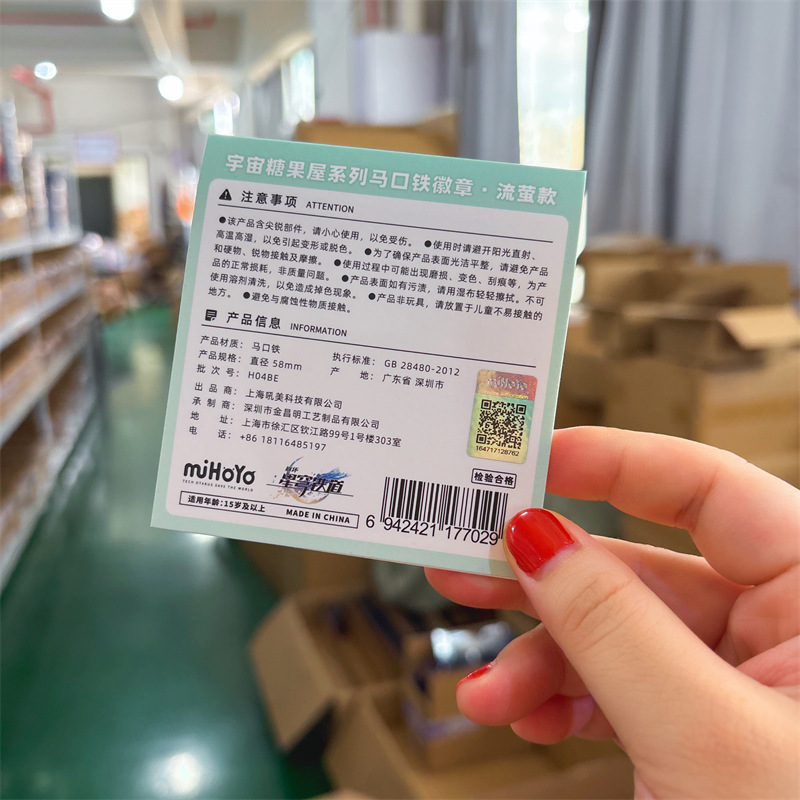 宇宙糖果屋系列马口铁徽章·流萤款
注意事项 ATTENTION
●该产品含尖锐部件，请小心使用，以免受伤。 ●使用时请避开阳光直射、
高温高湿，以免引起变形或脱色。 ●为了确保产品表面光洁平整，请避免产品
和硬物、锐物接触及摩擦。 ●使用过程中可能出现磨损、变色、刮痕等，为产
品的正常损耗，非质量问题。 ●产品表面如有污渍，请用湿布轻轻擦拭。不可
使用溶剂清洗，以免造成掉色现象。 ●产品非玩具，请放置于儿童不易接触的
地方。 ●避免与腐蚀性物质接触。
产品信息 INFORMATION
产品材质：马口铁
执行标准：GB 28480-2012
产品规格：直径 58mm
产 地：广东省 深圳市
批 次 号：H04BE
出 品 商：上海吼美科技有限公司
承 制 商：深圳市金昌明工艺制品有限公司
地 址：上海市徐汇区钦江路99号1号楼303室
电 话：+86 18116485197
miHoYo
164717128762
检验合格
miHoYo
TECH OTAKUS SAVE THE WORLD
崩坏
星穹铁道
适用年龄：15岁及以上 MADE IN CHINA
6 942421 177029